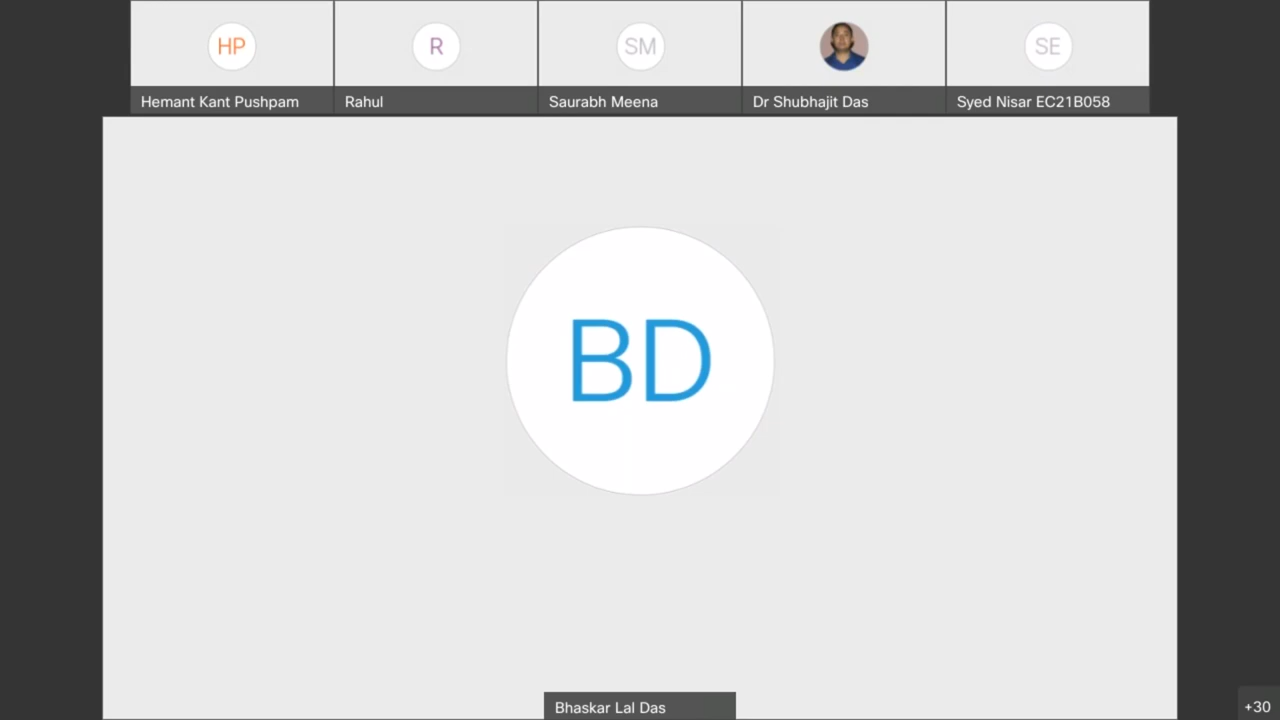 HP
R
SM
SE
Hemant Kant Pushpam
Rahul
Saurabh Meena
Dr Shubhajit Das
Syed Nisar EC21B058
BD
Bhaskar Lal Das
+30